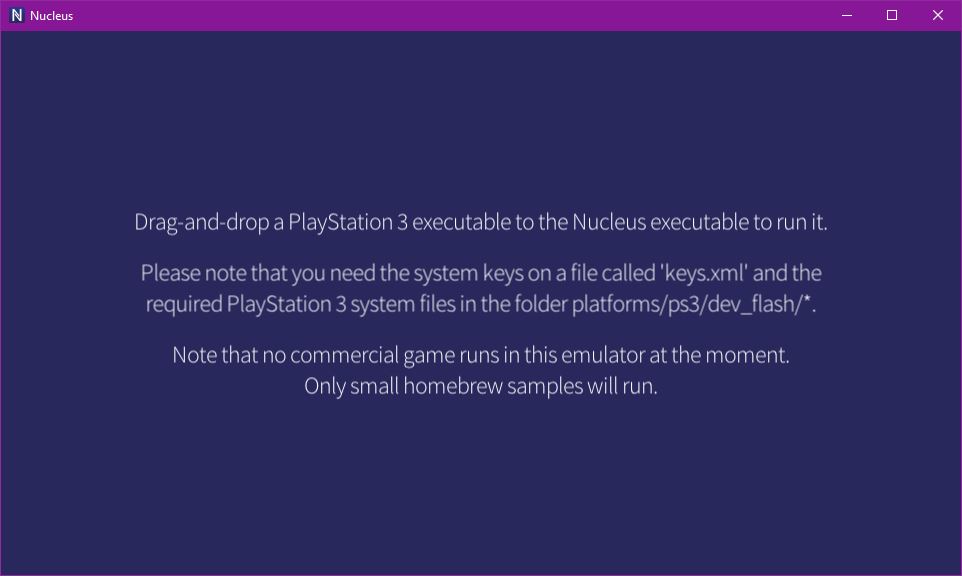 Nucleus
Drag-and-drop a PlayStation 3 executable to the Nucleus executable to run it.
Please note that you need the system keys on a file called 'keys.xml' and the
required PlayStation 3 system files in the folder platforms/ps3/dev_flash/*.
Note that no commercial game runs in this emulator at the moment.
Only small homebrew samples will run.